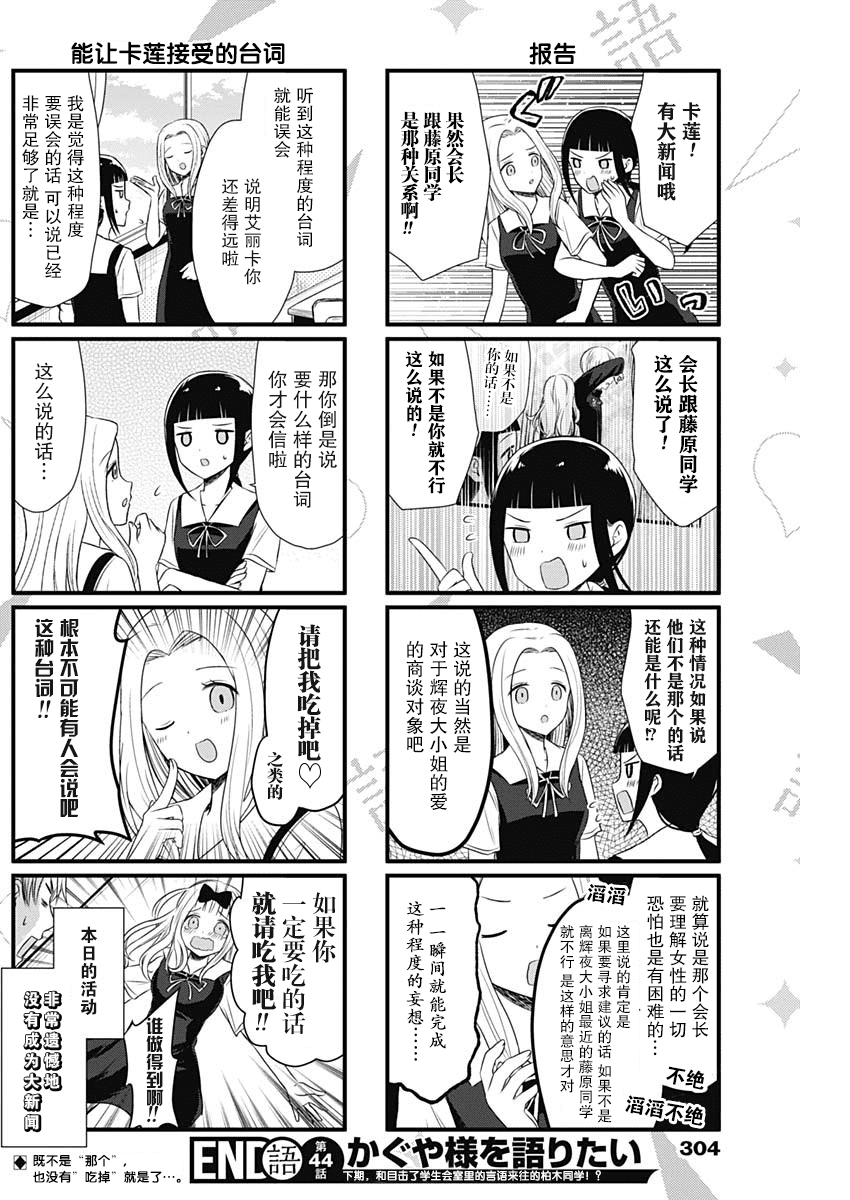 报告
卡莲！
有大新闻哦
果然会长
跟藤原同学
是那种关系啊!!
会长跟藤原同学
这么说了！
如果不是
你的话……
如果不是你就不行
这么说的！
这种情况如果说
他们不是那个的话
还能是什么呢!?
这说的当然是
对于辉夜大小姐的爱
的商谈对象吧
就算说是那个会长
要理解女性的一切
恐怕也是有困难的…
滔滔
不绝
这里说的肯定是
如果要寻求建议的话 如果不是
离辉夜大小姐最近的藤原同学
就不行 是这样的意思才对
滔滔不绝
一 一瞬间就能完成
这种程度的妄想……
能让卡莲接受的台词
听到这种程度的台词
就能误会
说明艾丽卡你
还差得远啦
我是觉得这种程度
要误会的话 可以说已经
非常足够了就是…
那你倒是说
要什么样的台词
你才会信啦
这么说的话…
请把我吃掉吧♡
之类的
根本不可能有人会说吧
这种台词!!
如果你
一定要吃的话
就请吃我吧!!
谁做得到啊!!
本日的活动
非常遗憾地
没有成为大新闻
304
かぐや様を語りたい
第44話
語
END
下期，和目击了学生会室里的言语来往的柏木同学！？
◆既不是“那个”，
也没有“吃掉”就是了…。